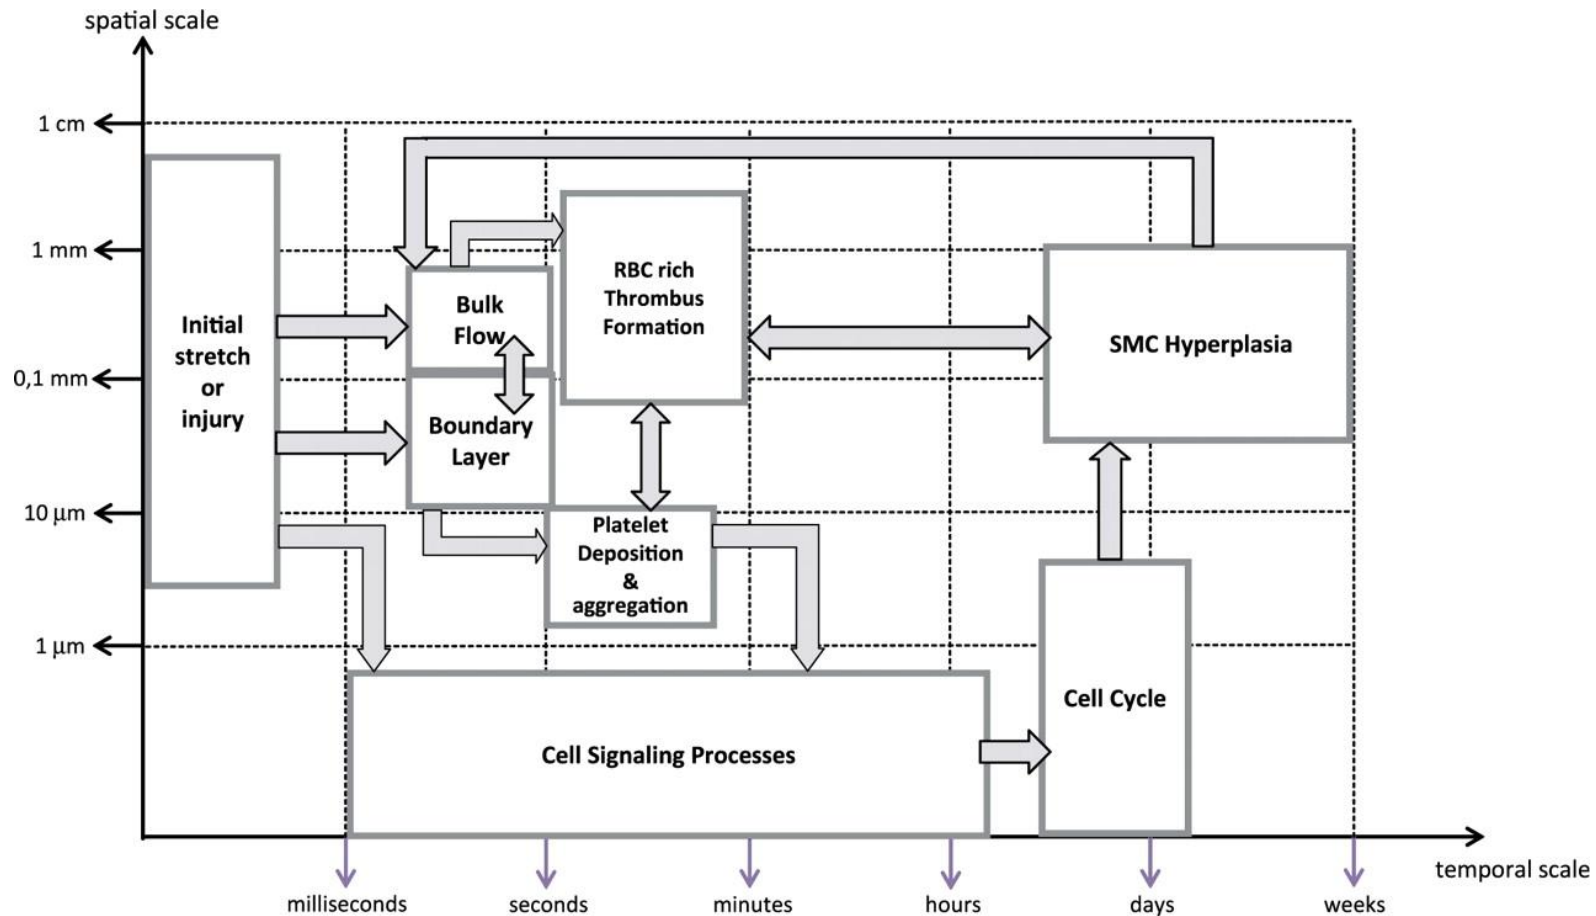 spatial scale
1 cm
1 mm
0,1 mm
10 μm
1 μm
Initial
stretch
or
injury
Bulk
Flow
Boundary
Layer
RBC rich
Thrombus
Formation
Platelet
Deposition
&
aggregation
SMC Hyperplasia
Cell Cycle
Cell Signaling Processes
temporal scale
milliseconds
seconds
minutes
hours
days
weeks